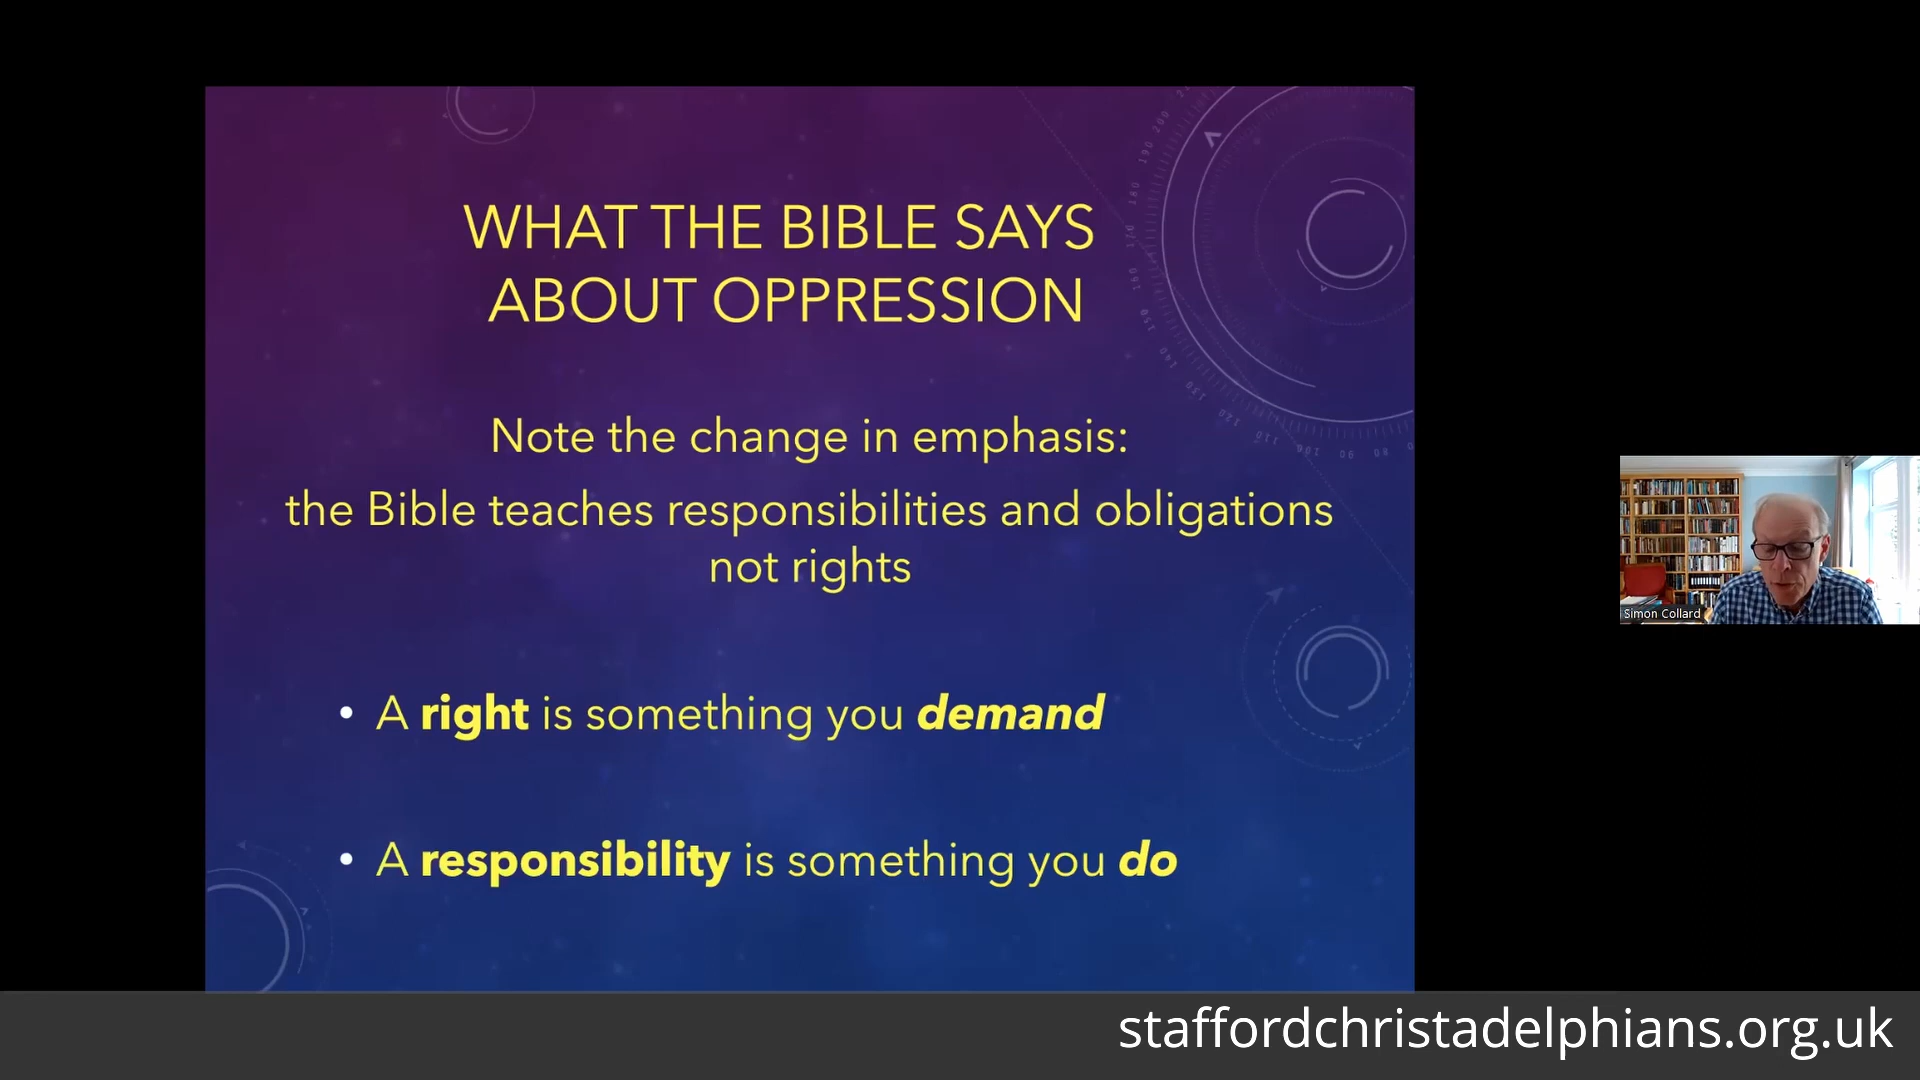 WHAT THE BIBLE SAYS
ABOUT OPPRESSION
Note the change in emphasis:
the Bible teaches responsibilities and obligations
not rights
• A right is something you demand
• A responsibility is something you do
Simon Collard
staffordchristadelphians.org.uk